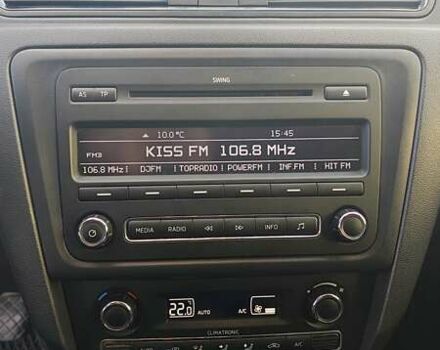 SWING
AS TP
10.0°C 15:45
KISS FM 106.8 MHz
FM3
106.8 MHz DJFM TOPRADIO POWERFM INF.FM HIT FM
MEDIA RADIO INFO
22.0 AUTO A/C
CLIMATRONIC
A/C